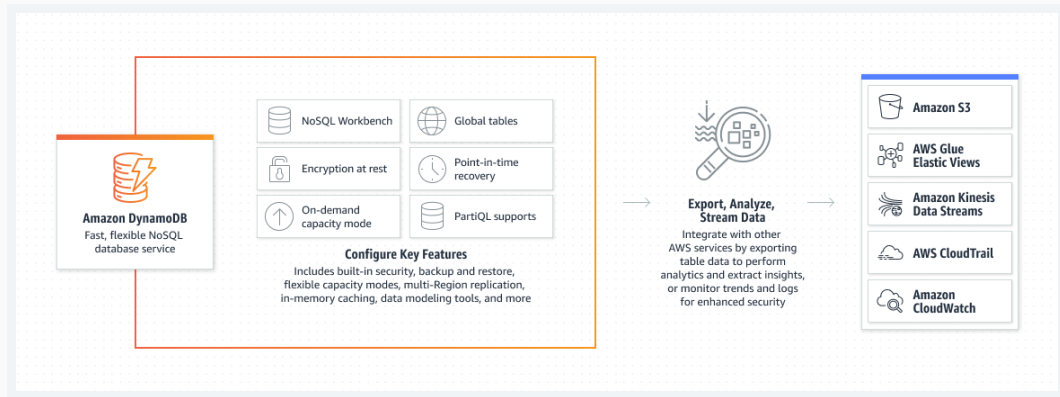 Amazon DynamoDB
Fast, flexible NoSQL
database service
NoSQL Workbench
Global tables
Encryption at rest
Point-in-time
recovery
On-demand
capacity mode
PartiQL supports
Configure Key Features
Includes built-in security, backup and restore,
flexible capacity modes, multi-Region replication,
in-memory caching, data modeling tools, and more
Export, Analyze,
Stream Data
Integrate with other
AWS services by exporting
table data to perform
analytics and extract insights,
or monitor trends and logs
for enhanced security
Amazon S3
AWS Glue
Elastic Views
Amazon Kinesis
Data Streams
AWS CloudTrail
Amazon
CloudWatch